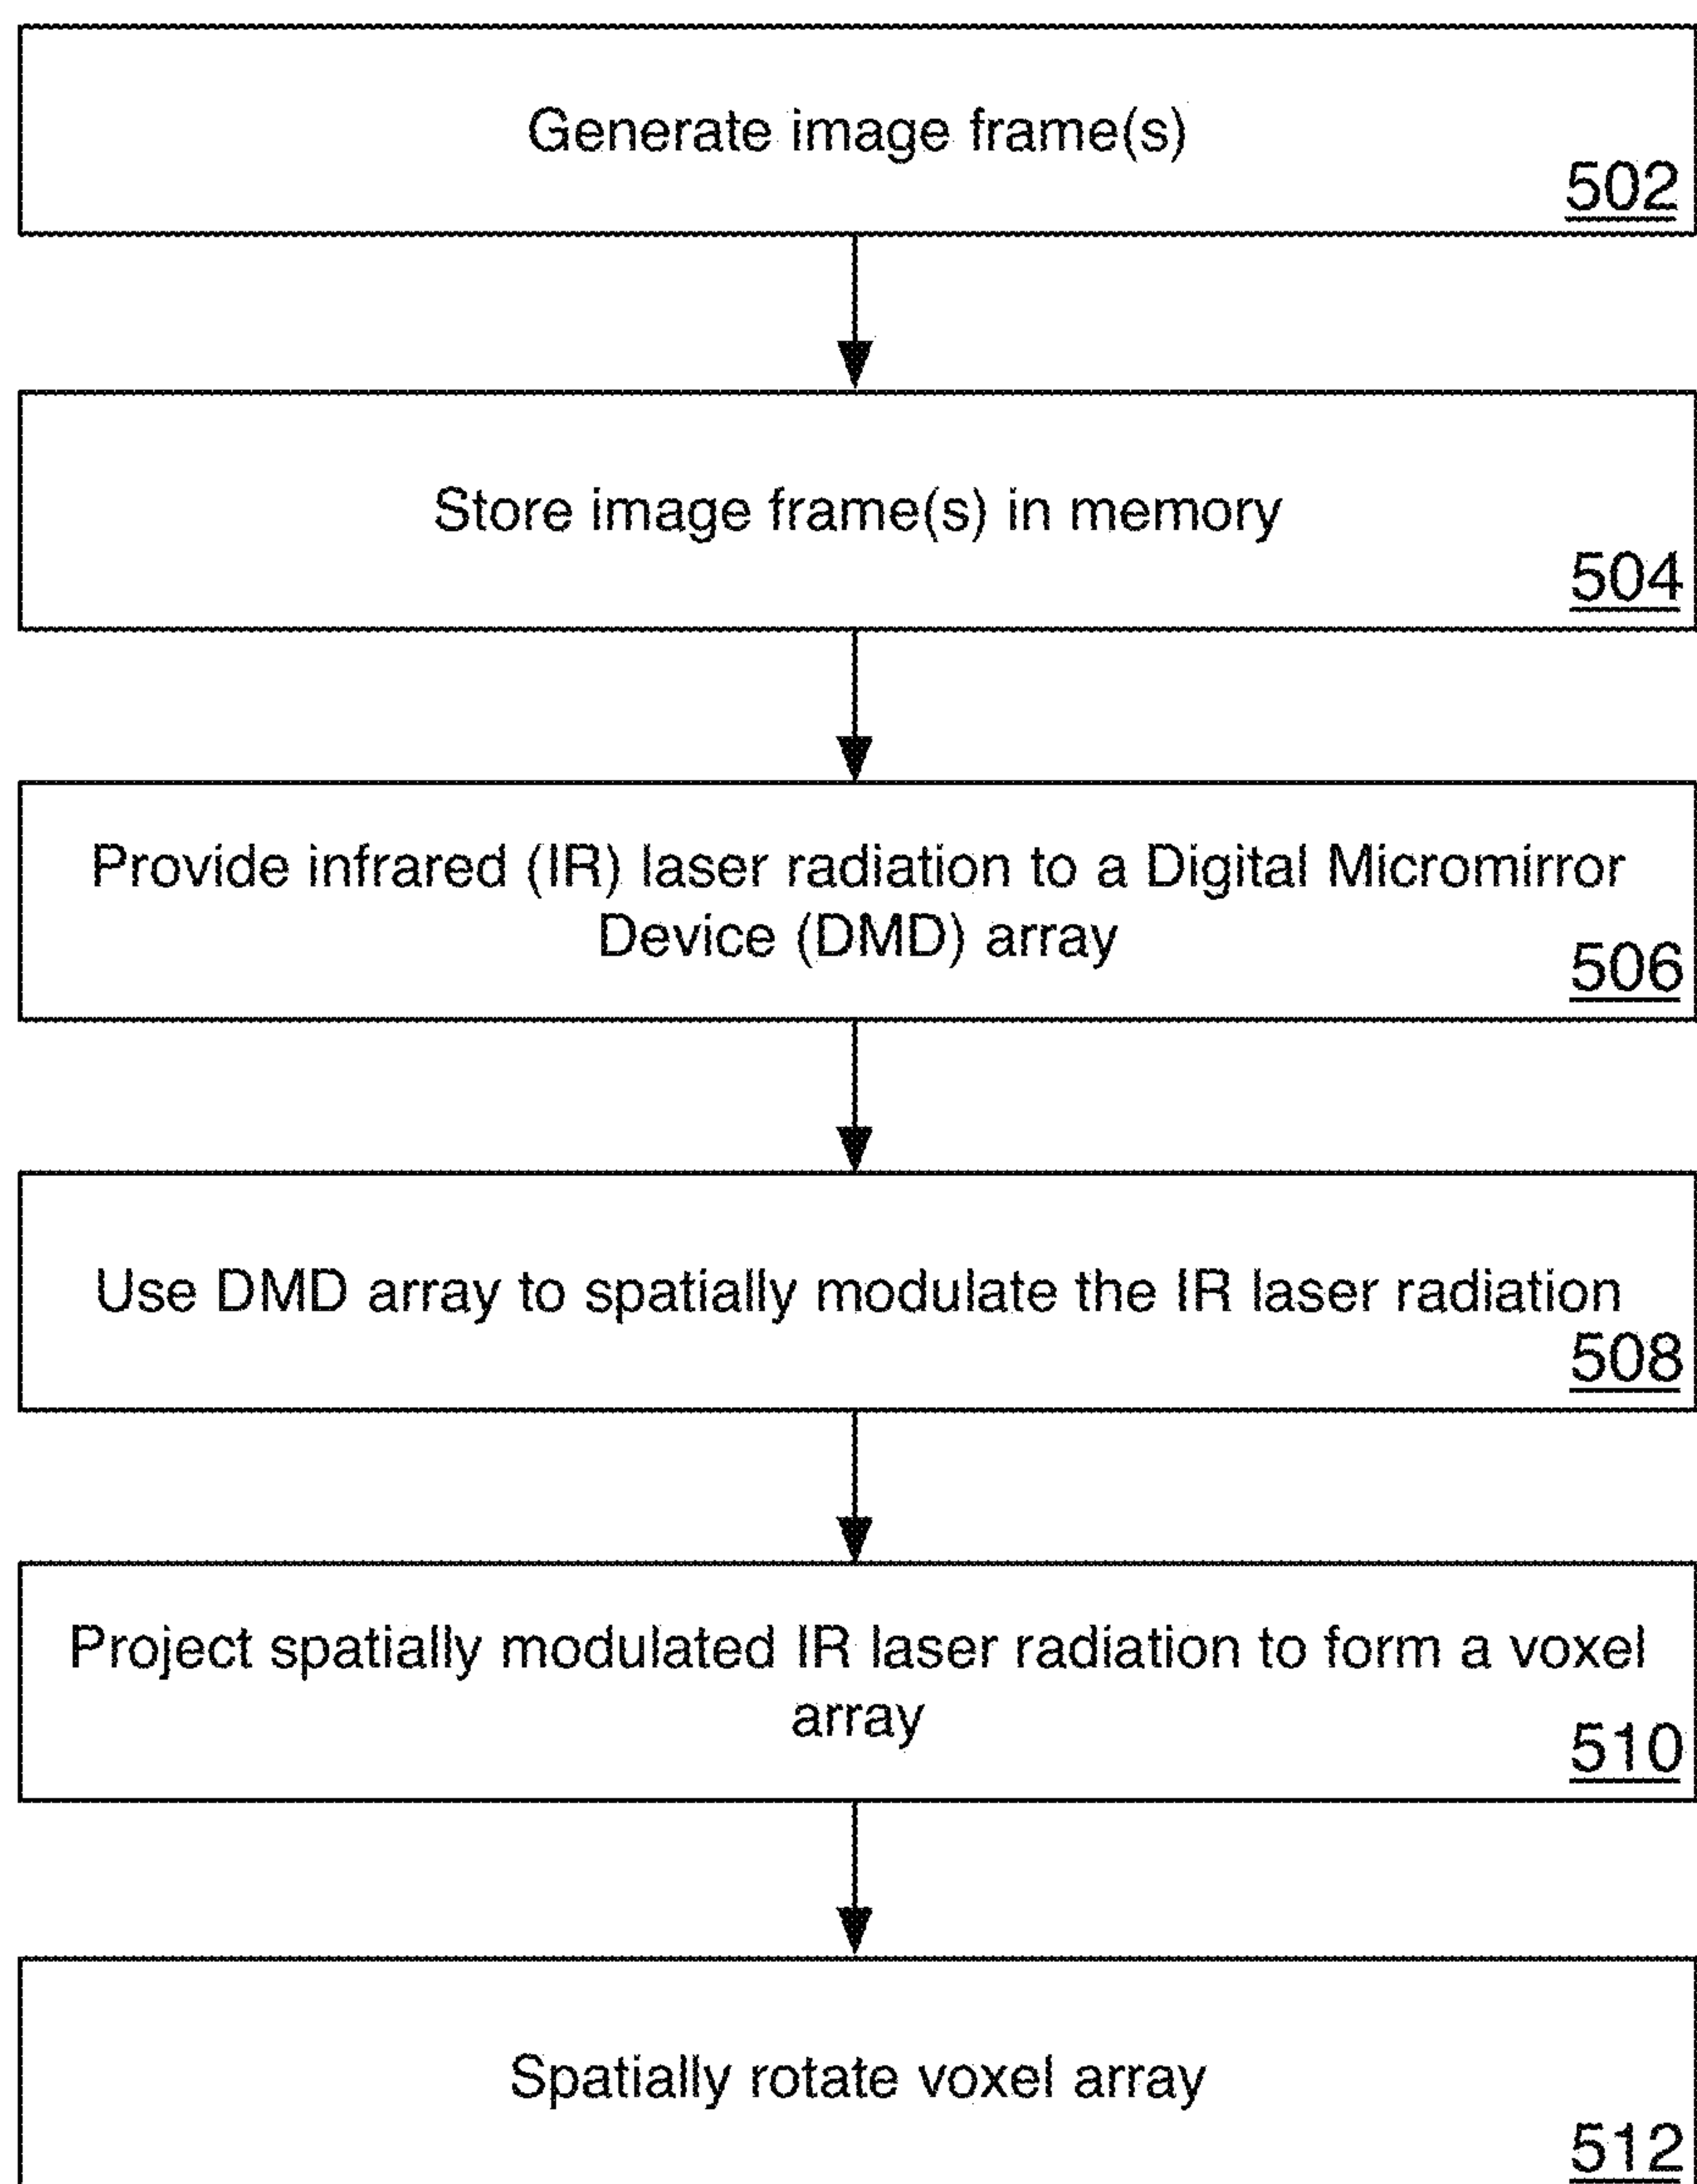 Generate image frame(s)
502
Store image frame(s) in memory
504
Provide infrared (IR) laser radiation to a Digital Micromirror
Device (DMD) array
506
Use DMD array to spatially modulate the IR laser radiation
508
Project spatially modulated IR laser radiation to form a voxel
array
510
Spatially rotate voxel array
512